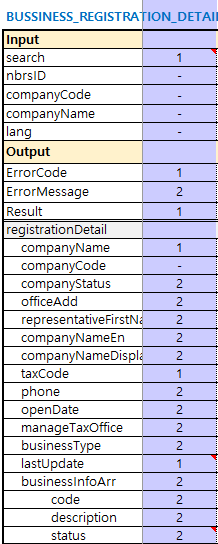 BUSSINESS_REGISTRATION_DETAI
Input
search 1
nbrsID -
companyCode -
companyName -
lang -
Output
ErrorCode 1
ErrorMessage 2
Result 1
registrationDetail
companyName 1
companyCode -
companyStatus 2
officeAdd 2
representativeFirstNa 2
companyNameEn 2
companyNameDispla 2
taxCode 1
phone 2
openDate 2
manageTaxOffice 2
businessType 2
lastUpdate 1
businessInfoArr 2
code 2
description 2
status 2